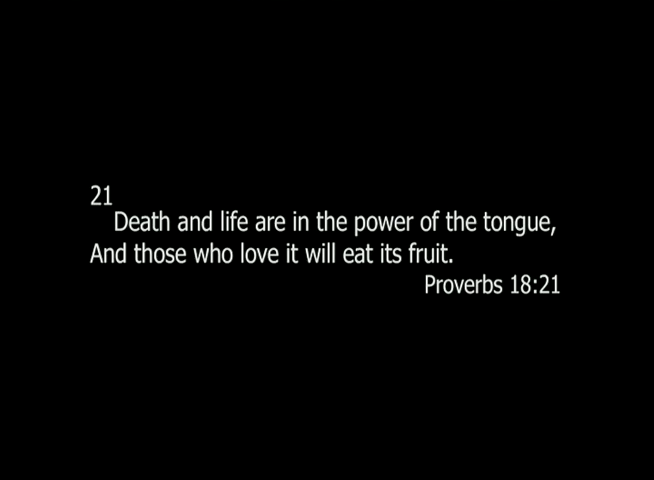 21
Death and life are in the power of the tongue,
And those who love it will eat its fruit.
Proverbs 18:21